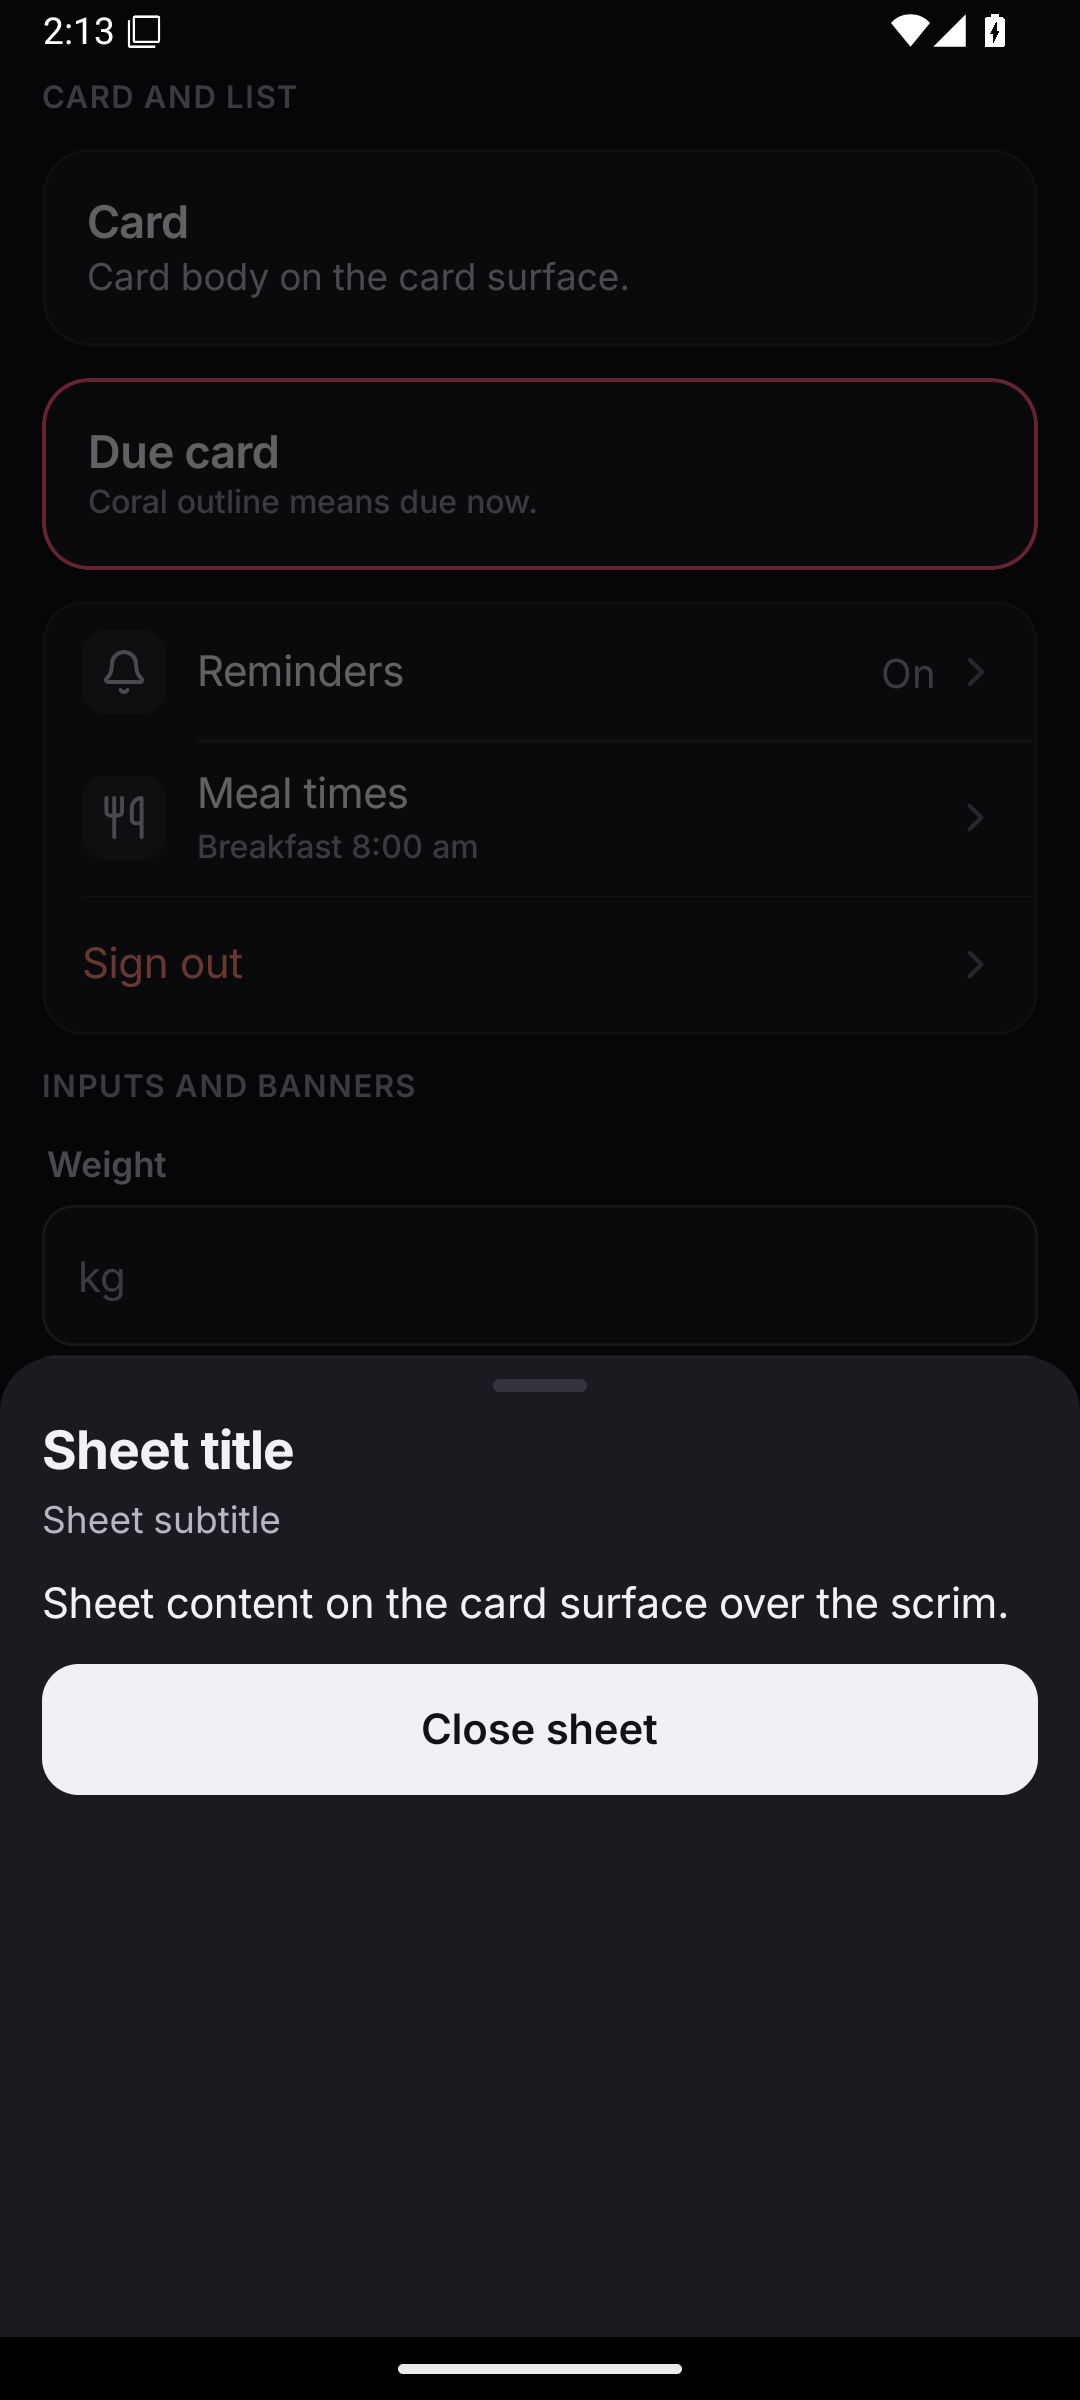 2:13
CARD AND LIST
Card
Card body on the card surface.
Due card
Coral outline means due now.
Reminders
On
Meal times
Breakfast 8:00 am
Sign out
INPUTS AND BANNERS
Weight
kg
Sheet title
Sheet subtitle
Sheet content on the card surface over the scrim.
Close sheet